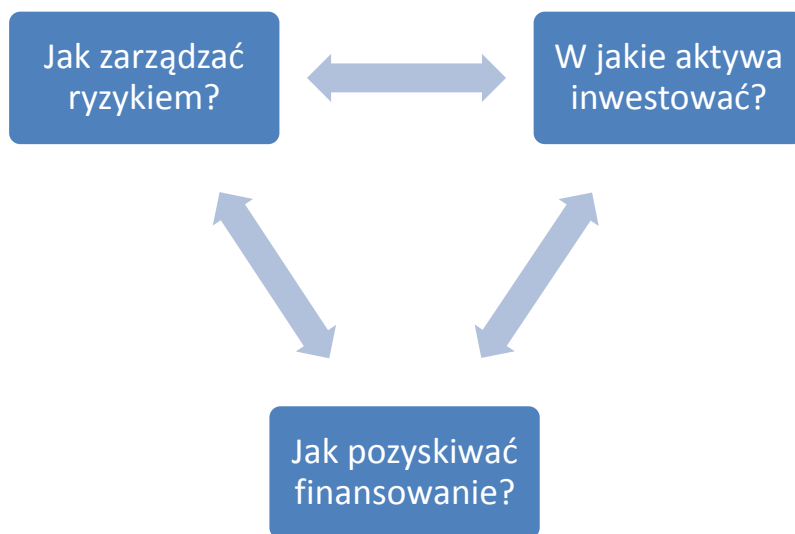 Jak zarządzać
ryzykiem?
W jakie aktywa
inwestować?
Jak pozyskiwać
finansowanie?